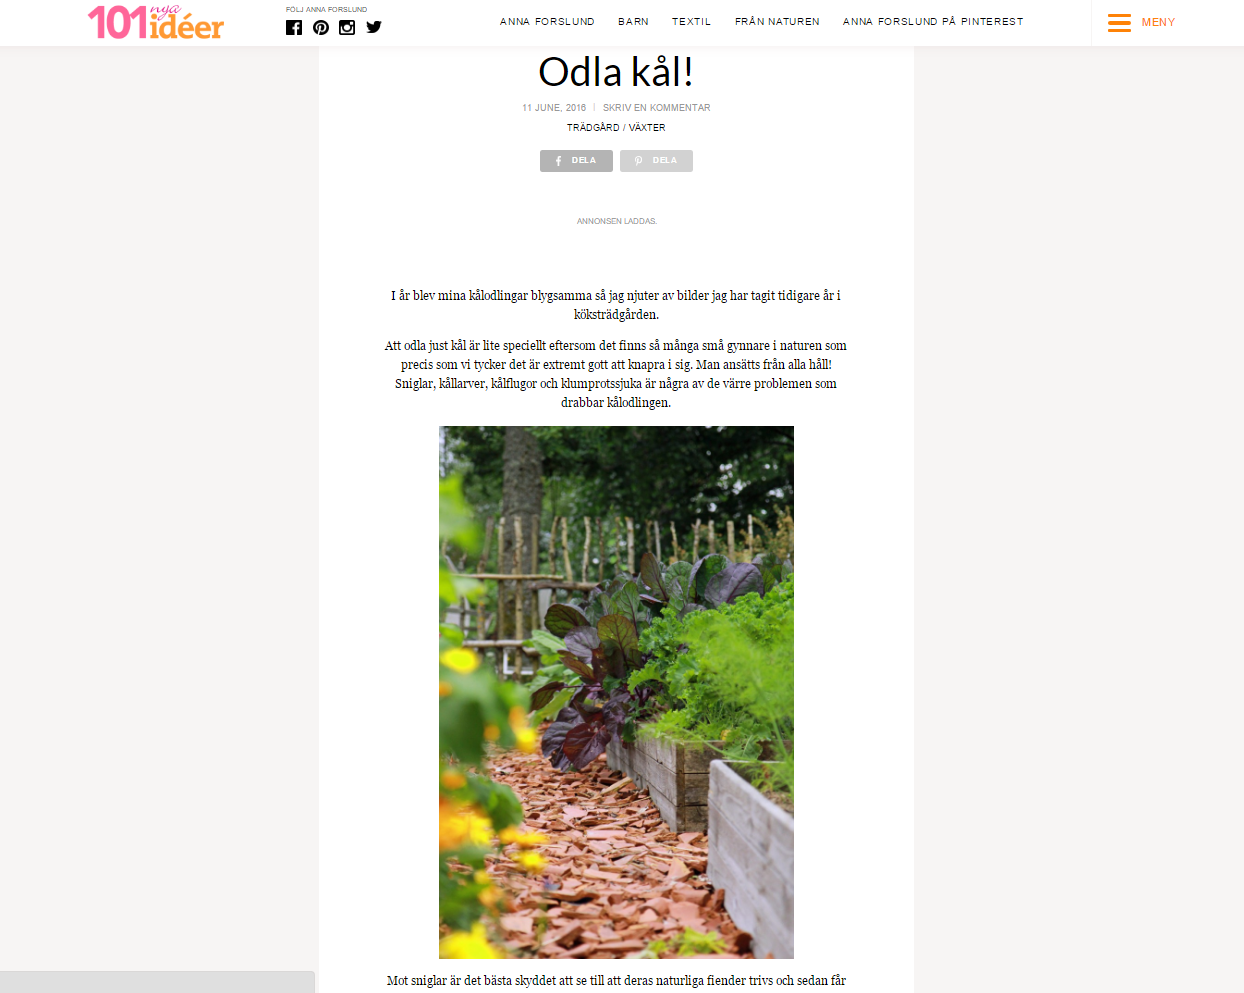 101 nya idéer
FÖLJ ANNA FORSLUND
ANNA FORSLUND BARN TEXTIL FRÅN NATUREN ANNA FORSLUND PÅ PINTEREST
MENY
Odla kål!
11 JUNE, 2016 | SKRIV EN KOMMENTAR
TRÄDGÅRD / VÄXTER
DELA DELA
ANNONSEN LADDAS.
I år blev mina kålodlingar blygsamma så jag njuter av bilder jag har tagit tidigare år i
köksträdgården.
Att odla just kål är lite speciellt eftersom det finns så många små gynnare i naturen som
precis som vi tycker det är extremt gott att knapra i sig. Man ansätts från alla håll!
Sniglar, kållarver, kålflugor och klumprotssjuka är några av de värre problemen som
drabbar kålodlingen.
Mot sniglar är det bästa skyddet att se till att deras naturliga fiender trivs och sedan får